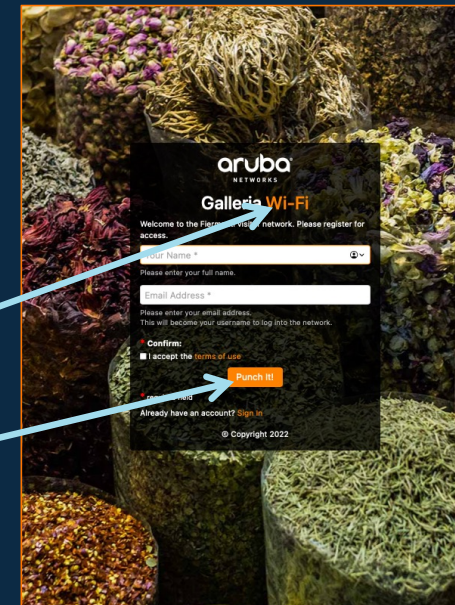 aruba
NETWORKS
Galleria Wi-Fi
Welcome to the network. Please register for
access.
Your Name *
Please enter your full name.
Email Address *
Please enter your email address.
This will become your username to log into the network.
* Confirm:
I accept the terms of use
Punch It!
* field
Already have an account? Sign In
© Copyright 2022